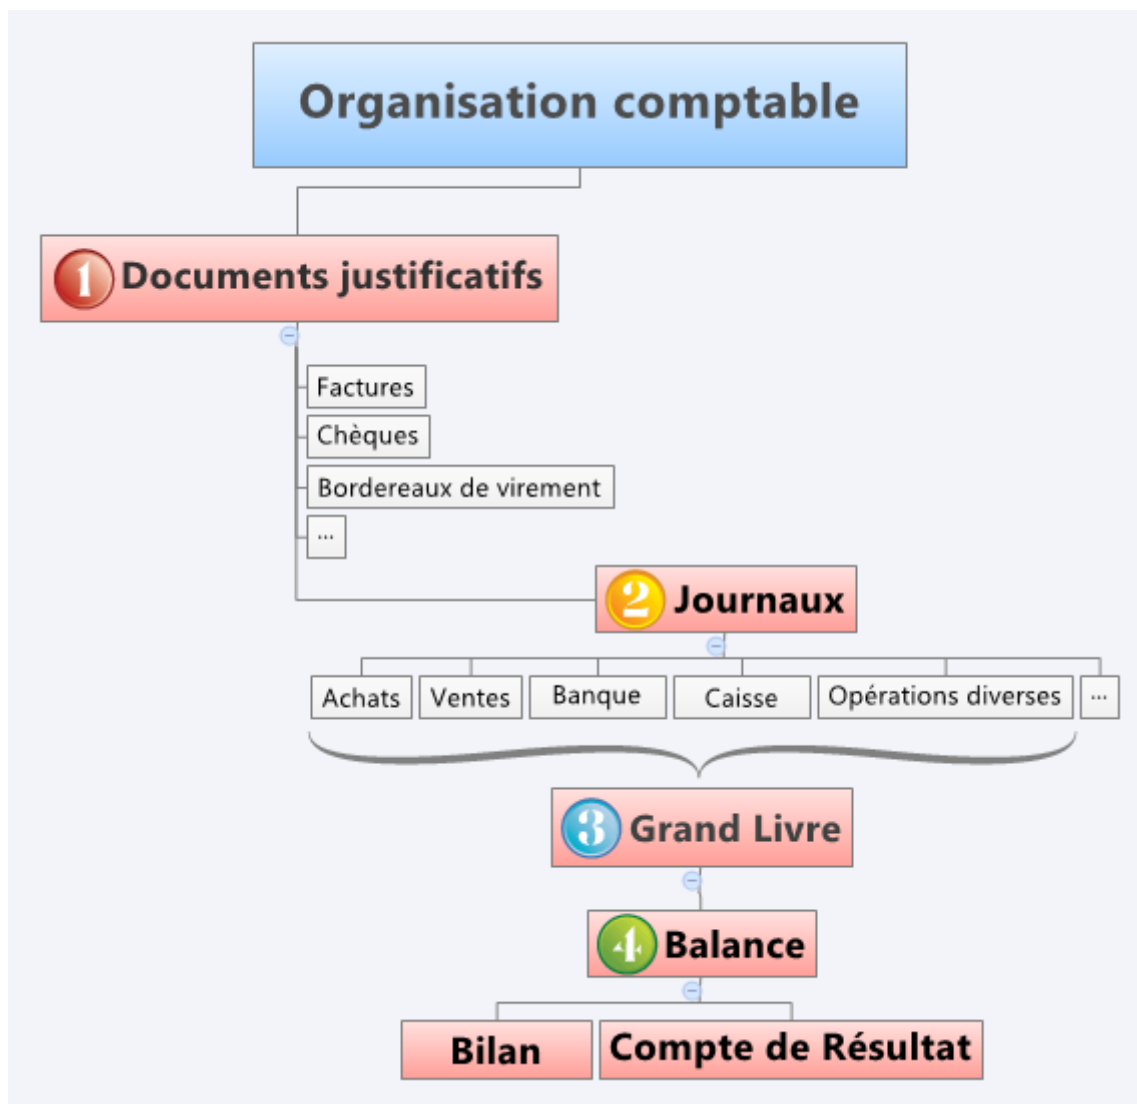 Organisation comptable
1 Documents justificatifs
Factures
Chèques
Bordereaux de virement
...
2 Journaux
Achats Ventes Banque Caisse Opérations diverses ...
3 Grand Livre
4 Balance
Bilan Compte de Résultat